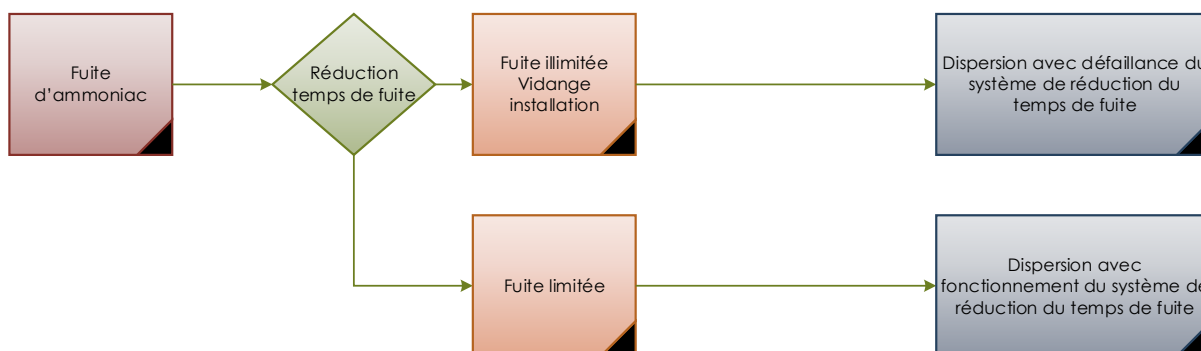 Fuite
d'ammoniac
Réduction
temps de fuite
Fuite illimitée
Vidange
installation
Dispersion avec défaillance du
système de réduction du
temps de fuite
Fuite limitée
Dispersion avec
fonctionnement du système de
réduction du temps de fuite